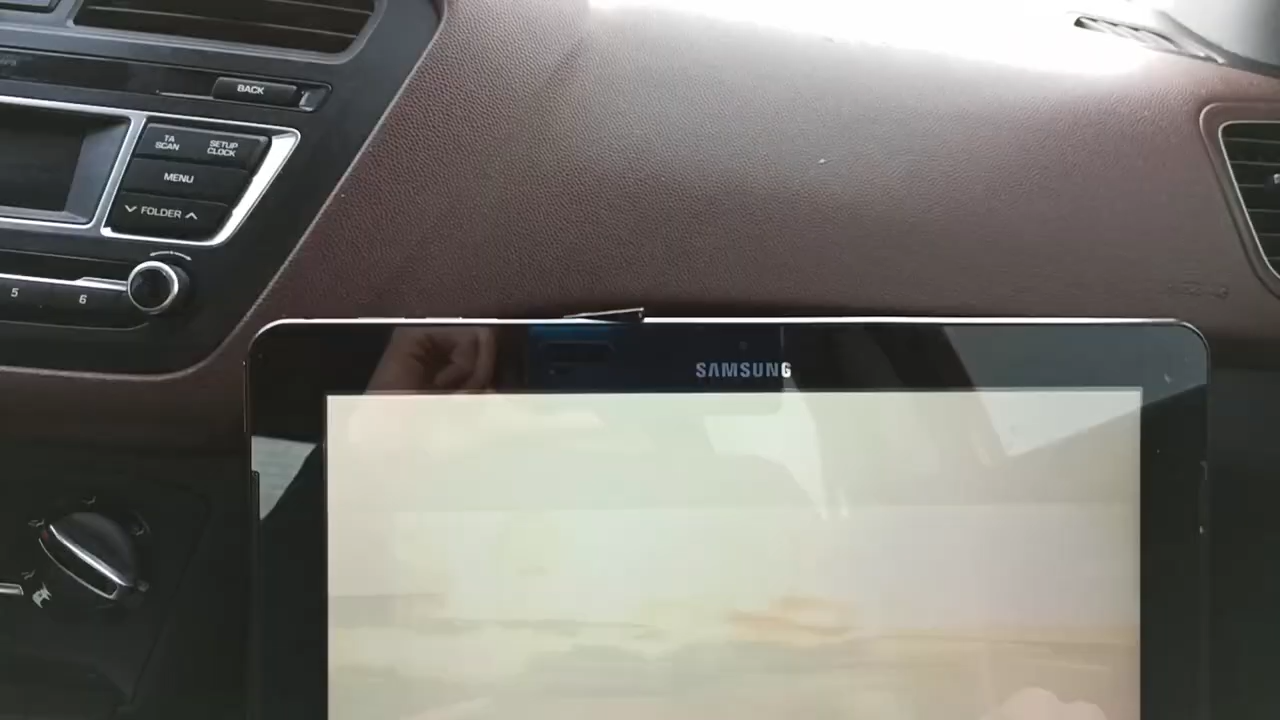 BACK
TA
SCAN
SETUP
CLOCK
MENU
FOLDER
5
6
SAMSUNG